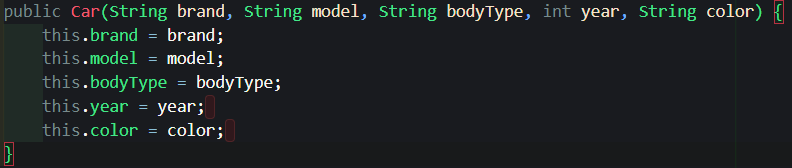 public Car(String brand, String model, String bodyType, int year, String color) {
    this.brand = brand;
    this.model = model;
    this.bodyType = bodyType;
    this.year = year;
    this.color = color;
}